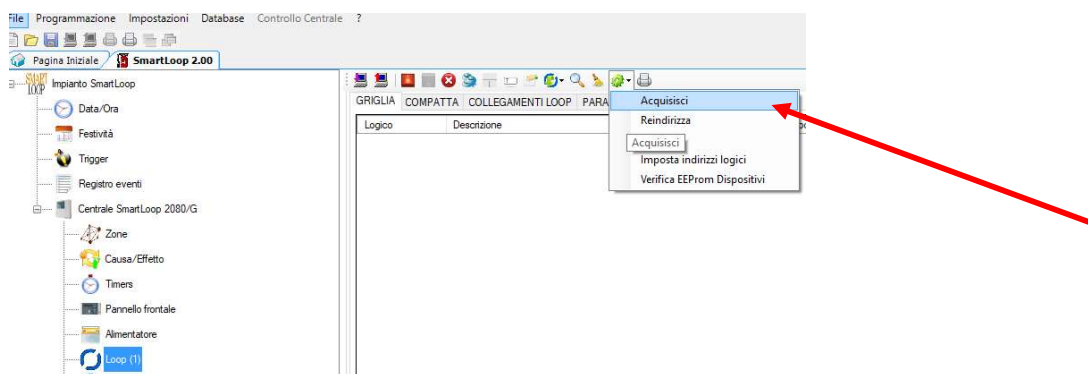 File Programmazione Impostazioni Database Controllo Centrale ?
Pagina Iniziale SmartLoop 2.00
SMART LOOP Impianto SmartLoop
Data/Ora
Festività
Trigger
Registro eventi
Centrale SmartLoop 2080/G
Zone
Causa/Effetto
Timers
Pannello frontale
Alimentatore
Loop (1)
GRIGLIA COMPATTA COLLEGAMENTI LOOP PARA
Logico Descrizione
Acquisisci
Reindirizza
Acquisisci
Imposta indirizzi logici
Verifica EEProm Dispositivi